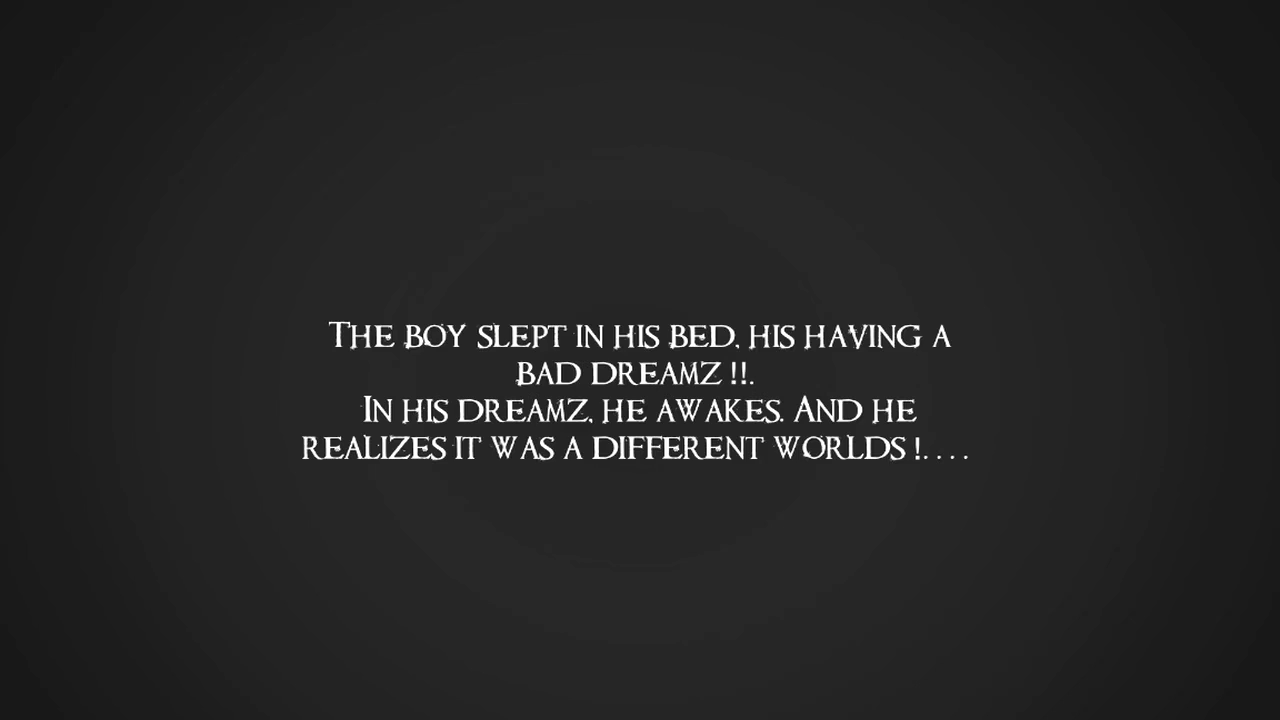 The boy slept in his bed, his having a
bad dreamz !!.
In his dreamz, he awakes. And he
realizes it was a different worlds !....